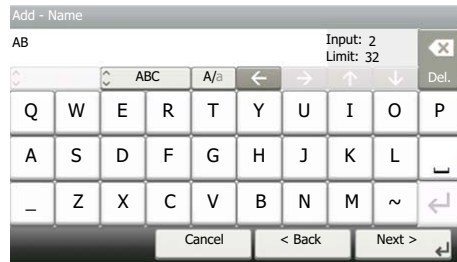 Add - Name
AB
Input: 2
Limit: 32
ABC A/a Del.
Q W E R T Y U I O P
A S D F G H J K L
_ Z X C V B N M ~
Cancel < Back Next >